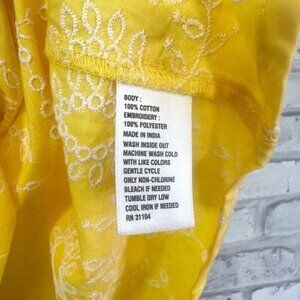 BODY :
100% COTTON
EMBROIDERY :
100% POLYESTER
MADE IN INDIA
WASH INSIDE OUT
MACHINE WASH COLD
WITH LIKE COLORS
GENTLE CYCLE
ONLY NON-CHLORINE
BLEACH IF NEEDED
TUMBLE DRY LOW
COOL IRON IF NEEDED
RN 31104